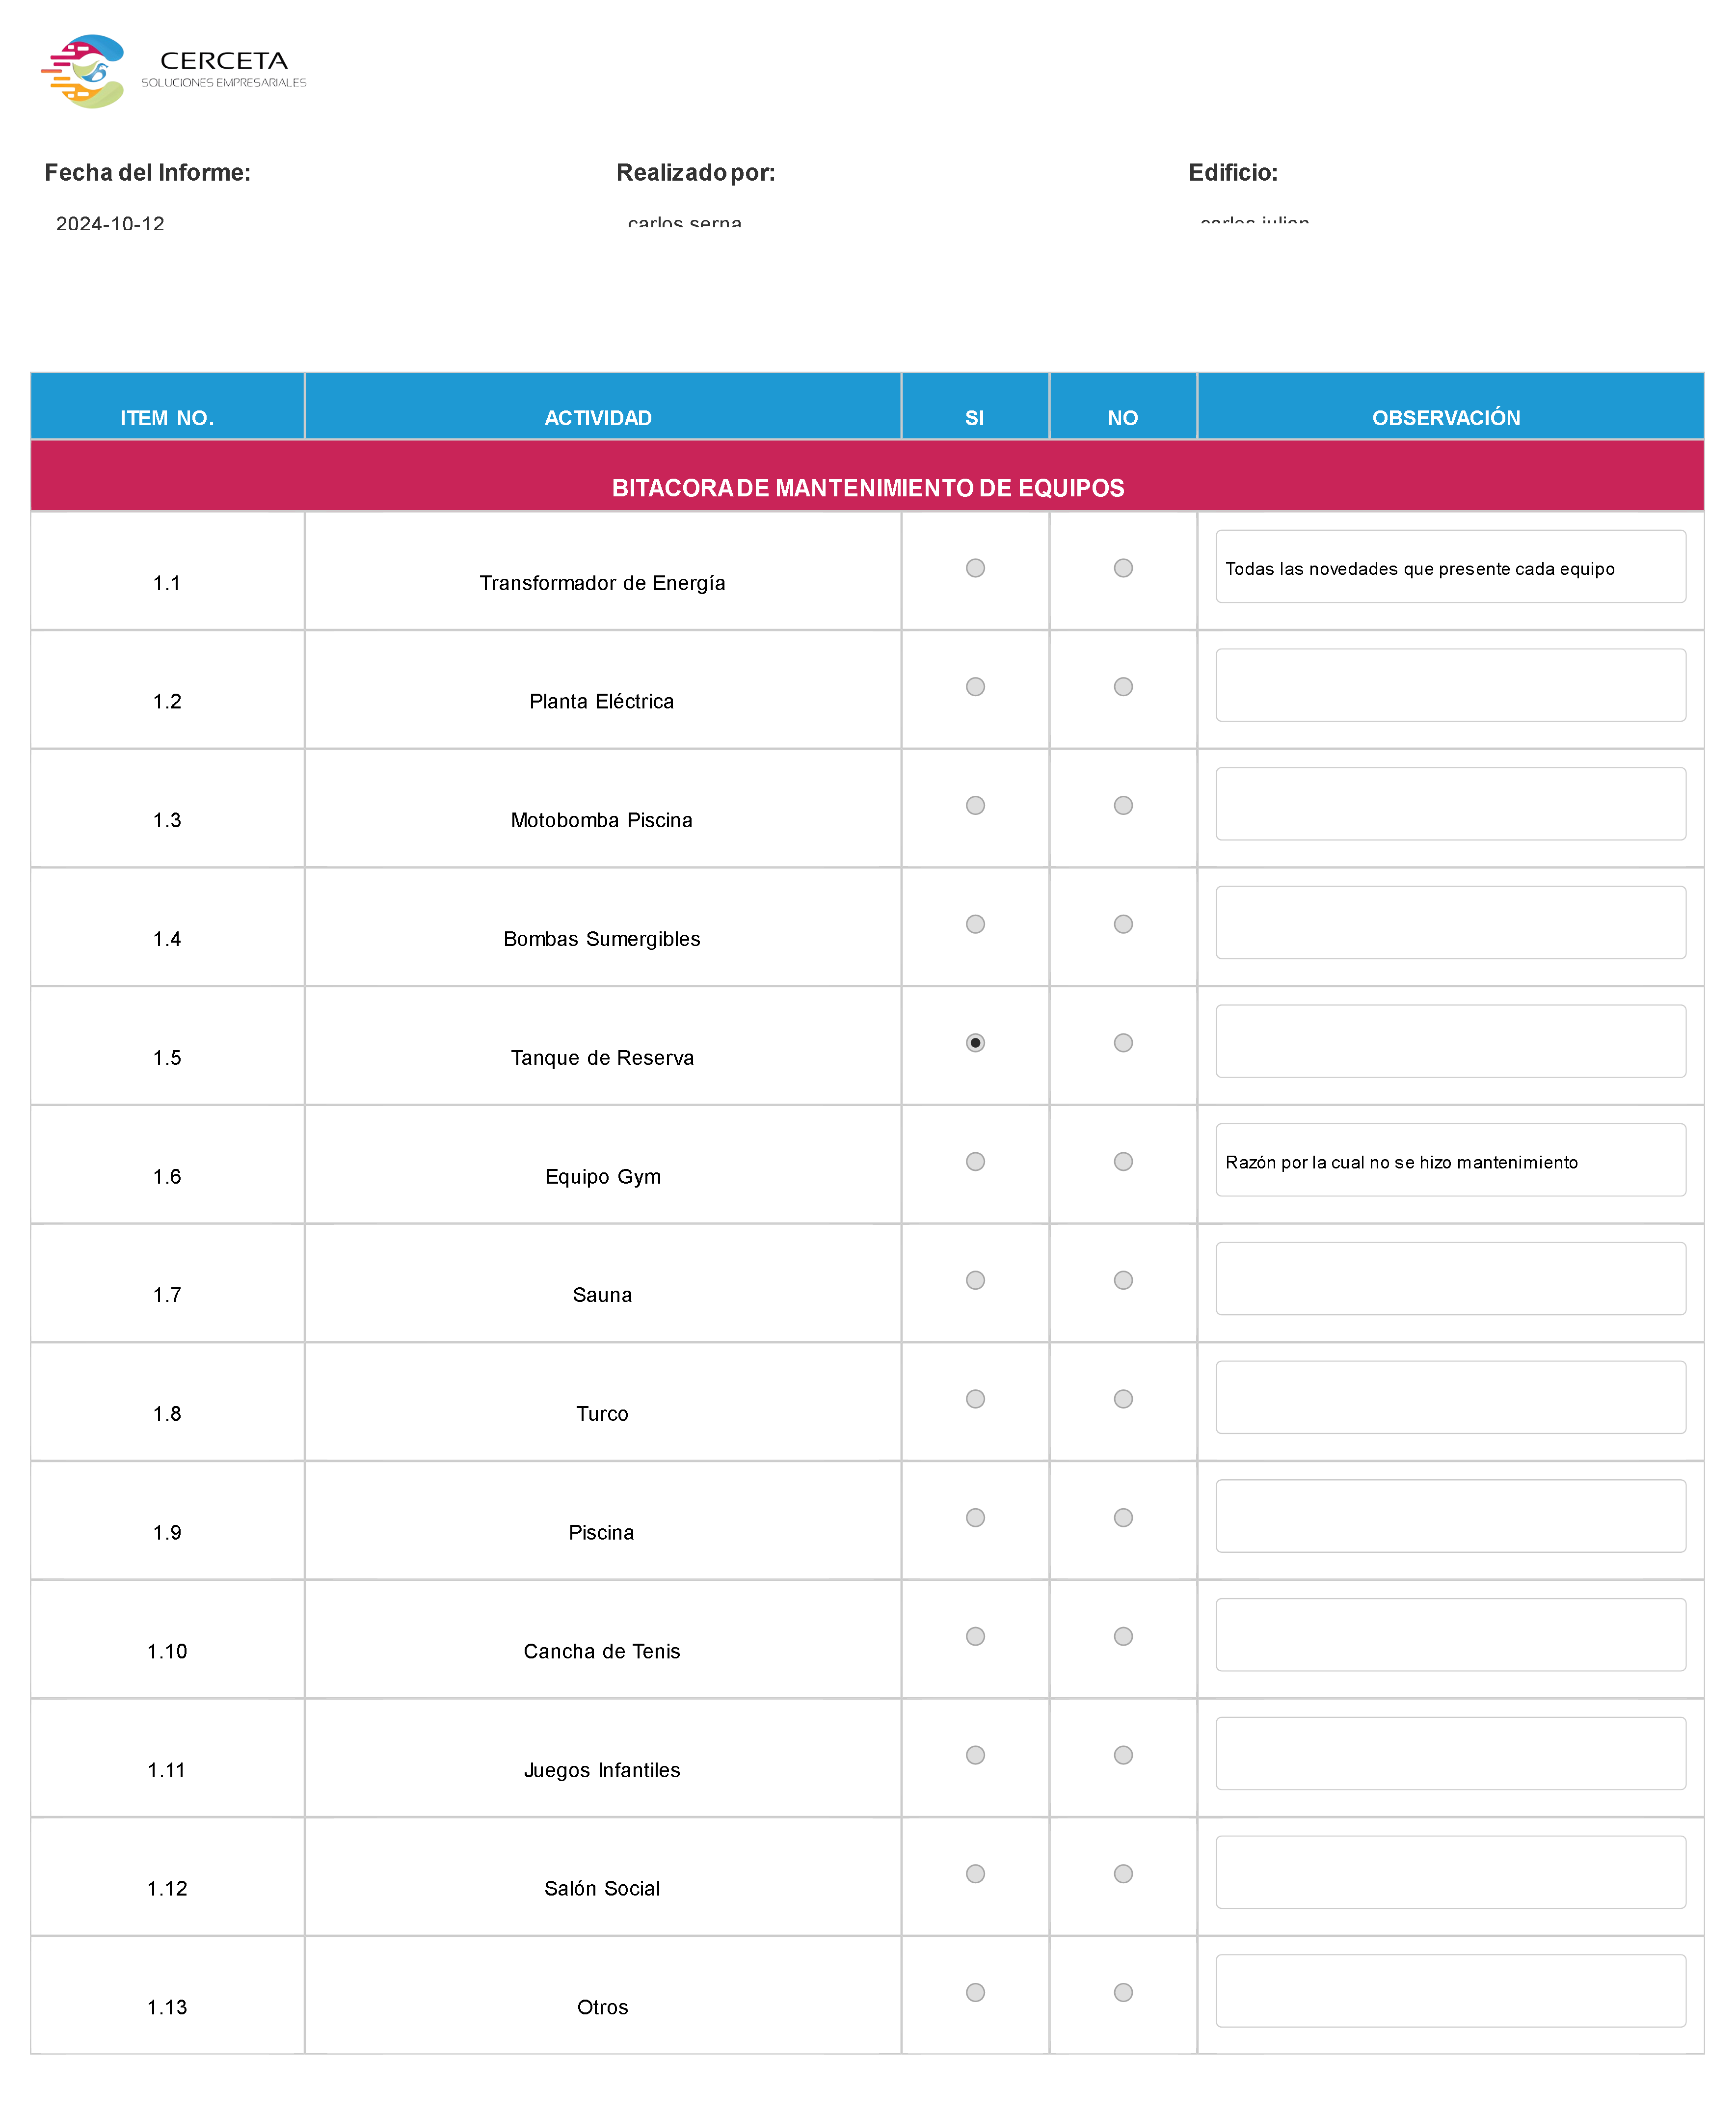 CERCETA
SOLUCIONES EMPRESARIALES
Fecha del Informe: Realizado por: Edificio:
2024-10-12 carlos serna carlos julian
ITEM NO. ACTIVIDAD SI NO OBSERVACIÓN
BITACORA DE MANTENIMIENTO DE EQUIPOS
1.1 Transformador de Energía Todas las novedades que presente cada equipo
1.2 Planta Eléctrica
1.3 Motobomba Piscina
1.4 Bombas Sumergibles
1.5 Tanque de Reserva
1.6 Equipo Gym Razón por la cual no se hizo mantenimiento
1.7 Sauna
1.8 Turco
1.9 Piscina
1.10 Cancha de Tenis
1.11 Juegos Infantiles
1.12 Salón Social
1.13 Otros